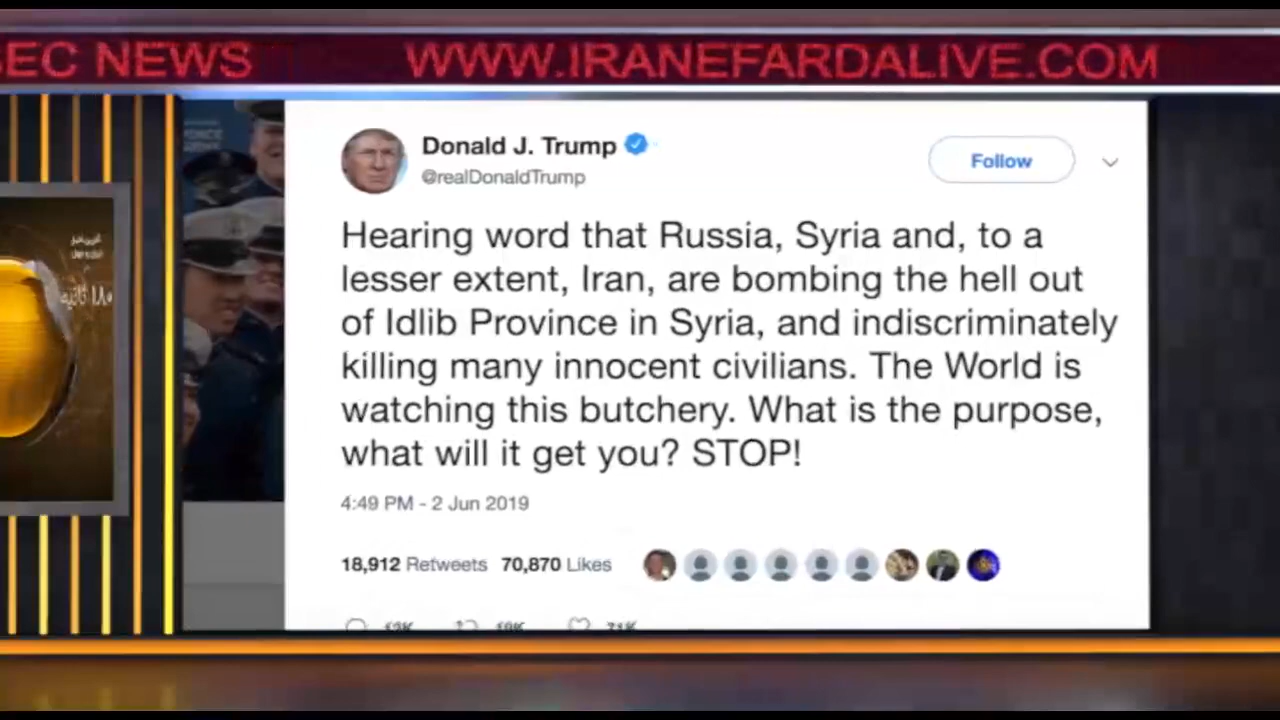 SEC NEWS WWW.IRANEFARDALIVE.COM
Donald J. Trump
@realDonaldTrump
Follow
Hearing word that Russia, Syria and, to a
lesser extent, Iran, are bombing the hell out
of Idlib Province in Syria, and indiscriminately
killing many innocent civilians. The World is
watching this butchery. What is the purpose,
what will it get you? STOP!
4:49 PM - 2 Jun 2019
18,912 Retweets 70,870 Likes
۱۸۰ ثانیه